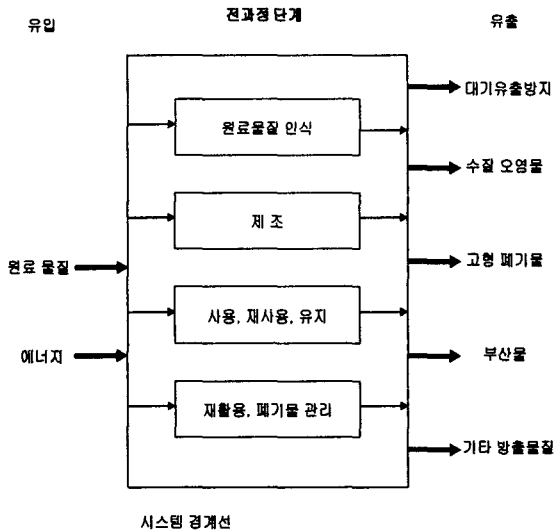 유입
전과정 단계
유출
원료물질 인식
제 조
사용, 재사용, 유지
재활용, 폐기물 관리
원료 물질
에너지
대기유출방지
수질 오염물
고형 폐기물
부산물
기타 방출물질
시스템 경계선